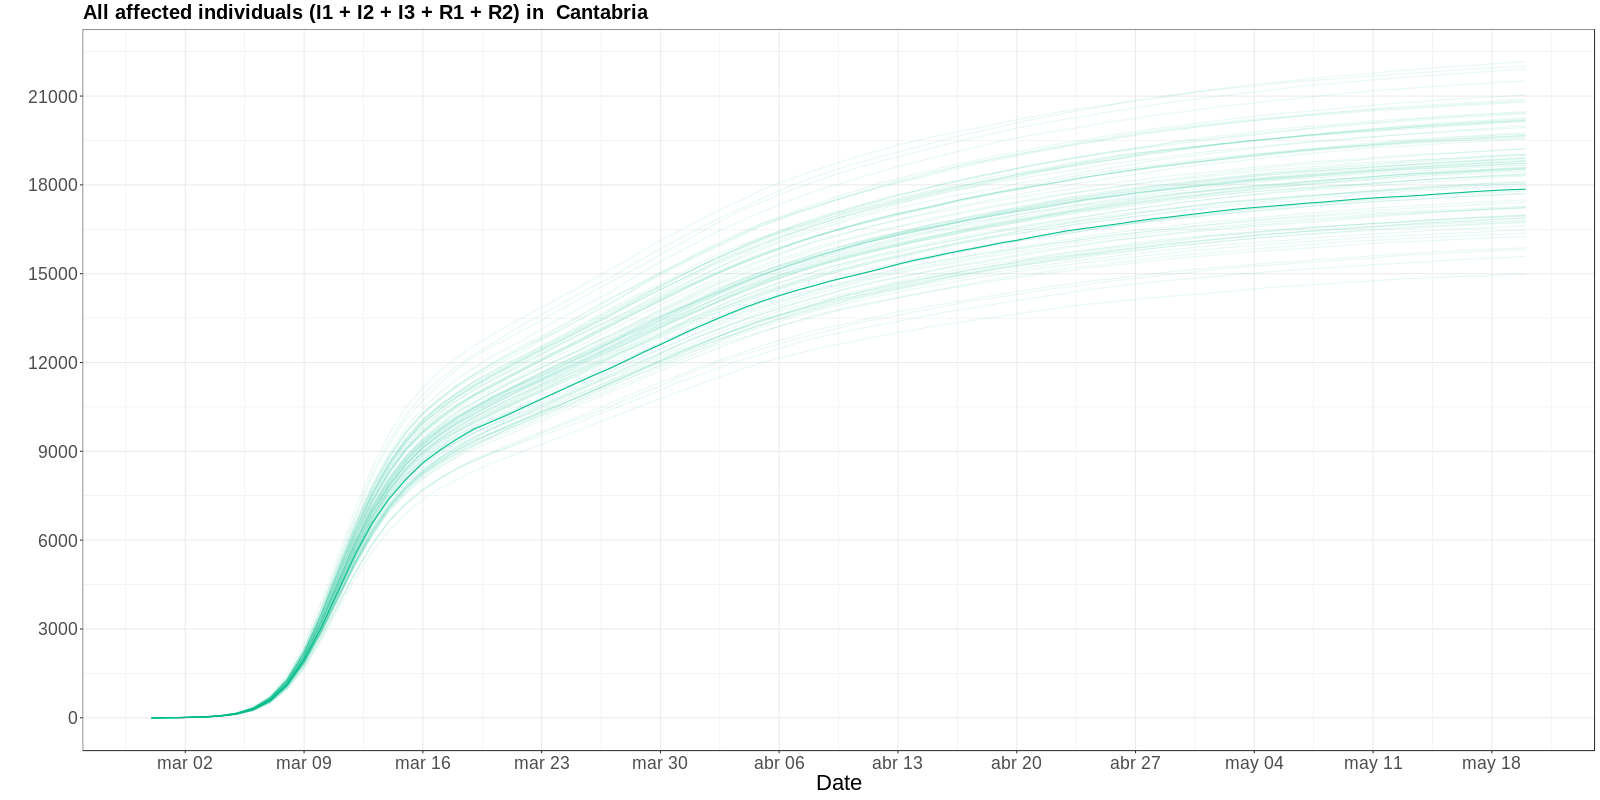 All affected individuals (I1 + I2 + I3 + R1 + R2) in  Cantabria
21000
18000
15000
12000
9000
6000
3000
0
mar 02 mar 09 mar 16 mar 23 mar 30 abr 06 abr 13 abr 20 abr 27 may 04 may 11 may 18
Date